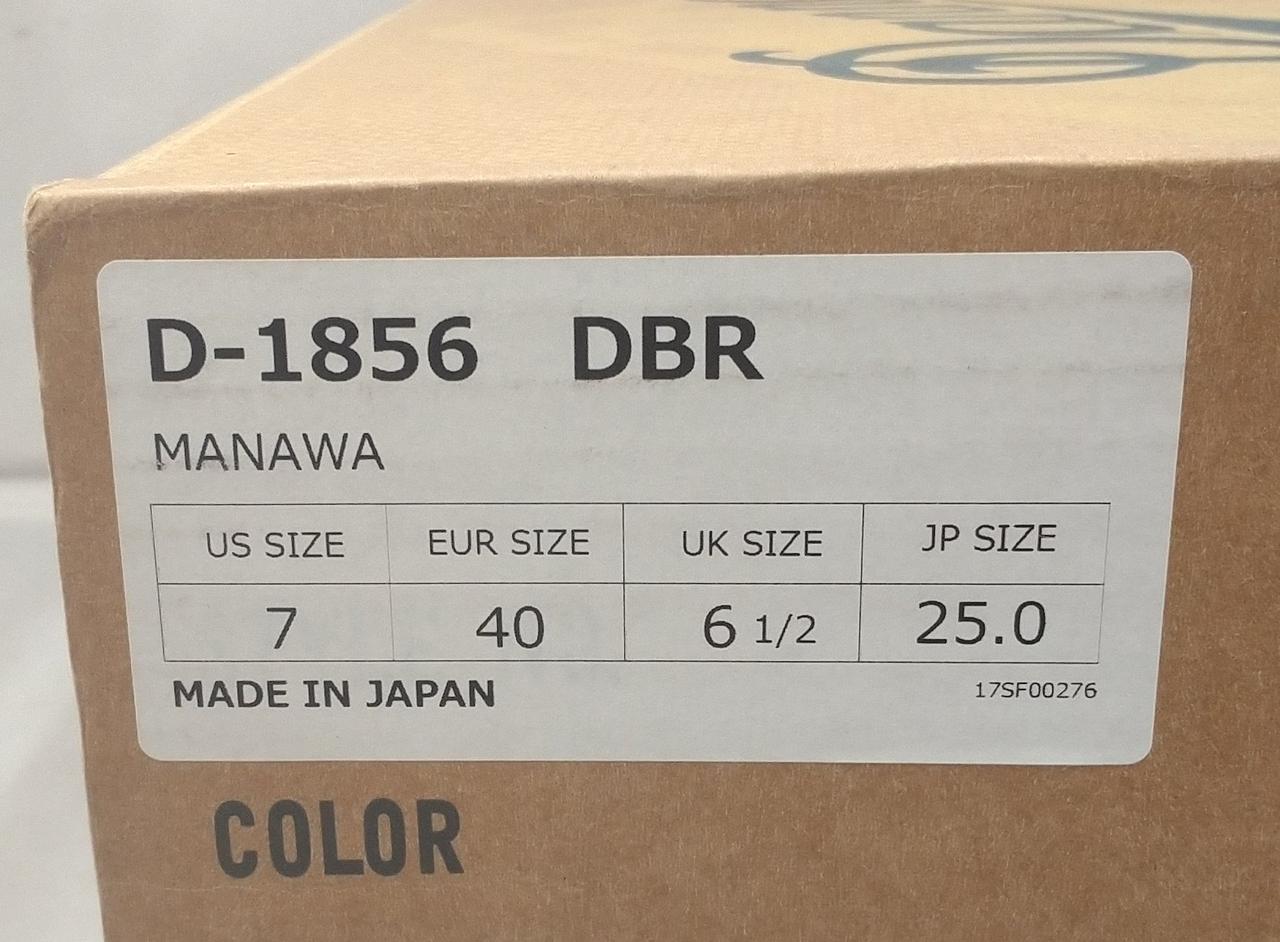 D-1856 DBR
MANAWA
US SIZE EUR SIZE UK SIZE JP SIZE
7 40 6 1/2 25.0
MADE IN JAPAN 17SF00276
COLOR